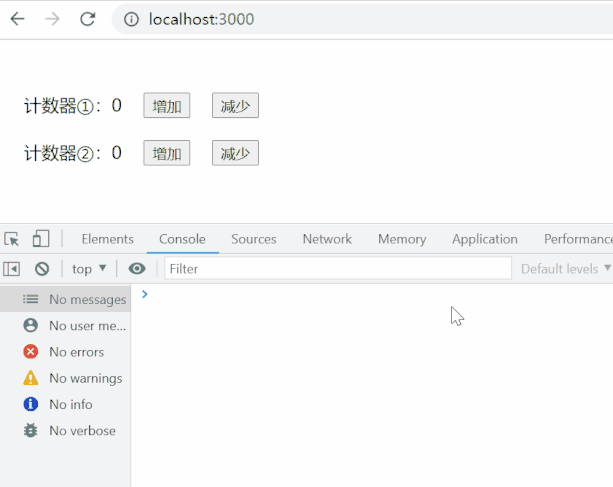 localhost:3000
计数器①：0 增加 减少
计数器②：0 增加 减少
Elements Console Sources Network Memory Application Performance
top ▼ Filter Default levels ▼
No messages
No user me...
No errors
No warnings
No info
No verbose